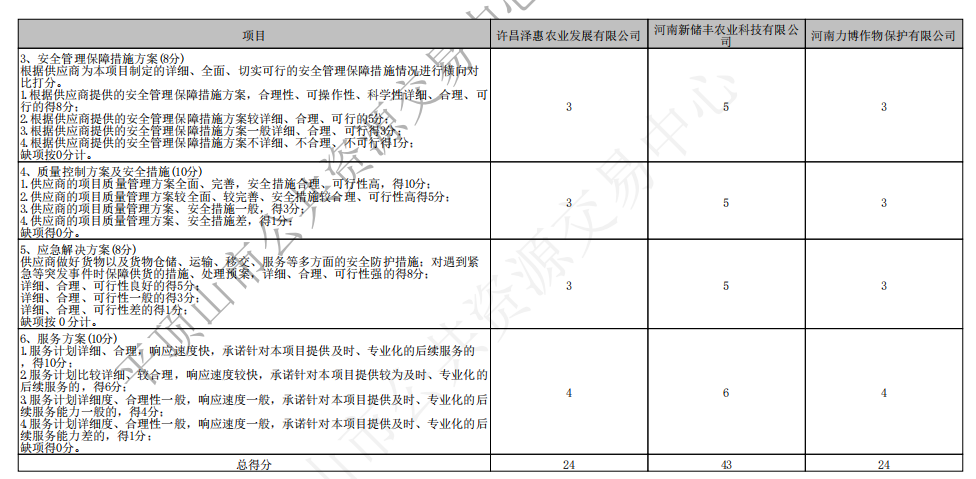 项目 许昌泽惠农业发展有限公司 河南新储丰农业科技有限公司 河南力博作物保护有限公司
3、安全管理保障措施方案(8分)
根据供应商为本项目制定的详细、全面、切实可行的安全管理保障措施情况进行横向对
比打分。
1.根据供应商提供的安全管理保障措施方案，合理性、可操作性、科学性详细、合理、可
行的得8分；
2.根据供应商提供的安全管理保障措施方案较详细、合理、可行的5分；
3.根据供应商提供的安全管理保障措施方案一般详细、合理、可行得3分；
4.根据供应商提供的安全管理保障措施方案不详细、不合理、不可行得1分；
缺项按0分计。
3 5 3
4、质量控制方案及安全措施(10分)
1.供应商的项目质量管理方案全面、完善，安全措施合理、可行性高，得10分；
2.供应商的项目质量管理方案较全面、较完善、安全措施较合理、可行性高得5分；
3.供应商的项目质量管理方案、安全措施一般，得3分；
4.供应商的项目质量管理方案、安全措施差，得1分；
缺项得0分。
3 5 3
5、应急解决方案(8分)
供应商做好货物以及货物仓储、运输、移交、服务等多方面的安全防护措施；对遇到紧
急等突发事件时保障供货的措施、处理预案，详细、合理、可行性强的得8分；
详细、合理、可行性良好的得5分；
详细、合理、可行性一般的得3分；
详细、合理、可行性差的得1分；
缺项按 0 分计。
3 5 3
6、服务方案(10分)
1.服务计划详细、合理，响应速度快，承诺针对本项目提供及时、专业化的后续服务的
，得10分；
2.服务计划比较详细、较合理，响应速度较快，承诺针对本项目提供较为及时、专业化的
后续服务的，得6分；
3.服务计划详细度、合理性一般，响应速度一般，承诺针对本项目提供及时、专业化的后
续服务能力一般的，得4分；
4.服务计划详细度、合理性一般，响应速度一般，承诺针对本项目提供及时、专业化的后
续服务能力差的，得1分；
缺项得0分。
4 6 4
总得分 24 43 24
平顶山市公共资源交易中心
山市公共资源交易中心